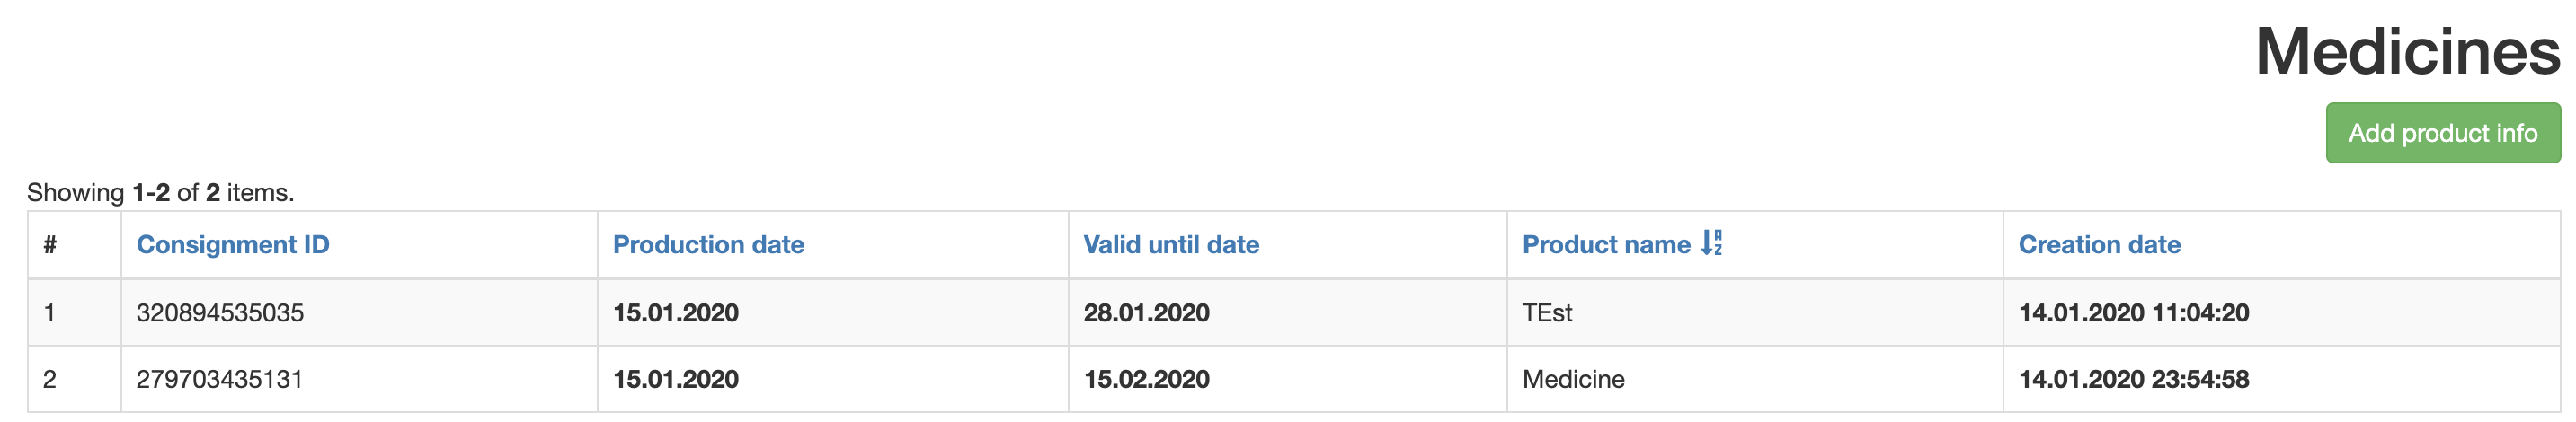 Medicines
Add product info
Showing 1-2 of 2 items.
# Consignment ID Production date Valid until date Product name Creation date
1 320894535035 15.01.2020 28.01.2020 TEst 14.01.2020 11:04:20
2 279703435131 15.01.2020 15.02.2020 Medicine 14.01.2020 23:54:58